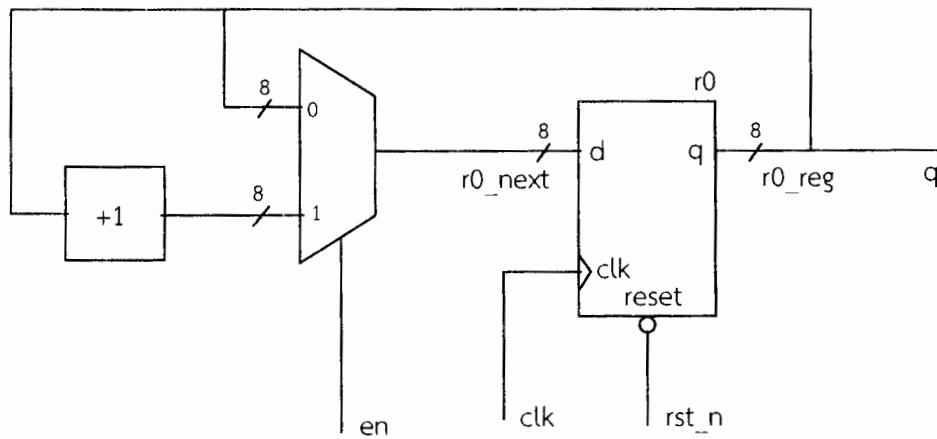 8
0
r0
8
d
q
8
r0_next
r0_reg
q
+1
8
1
clk
reset
en
clk
rst_n